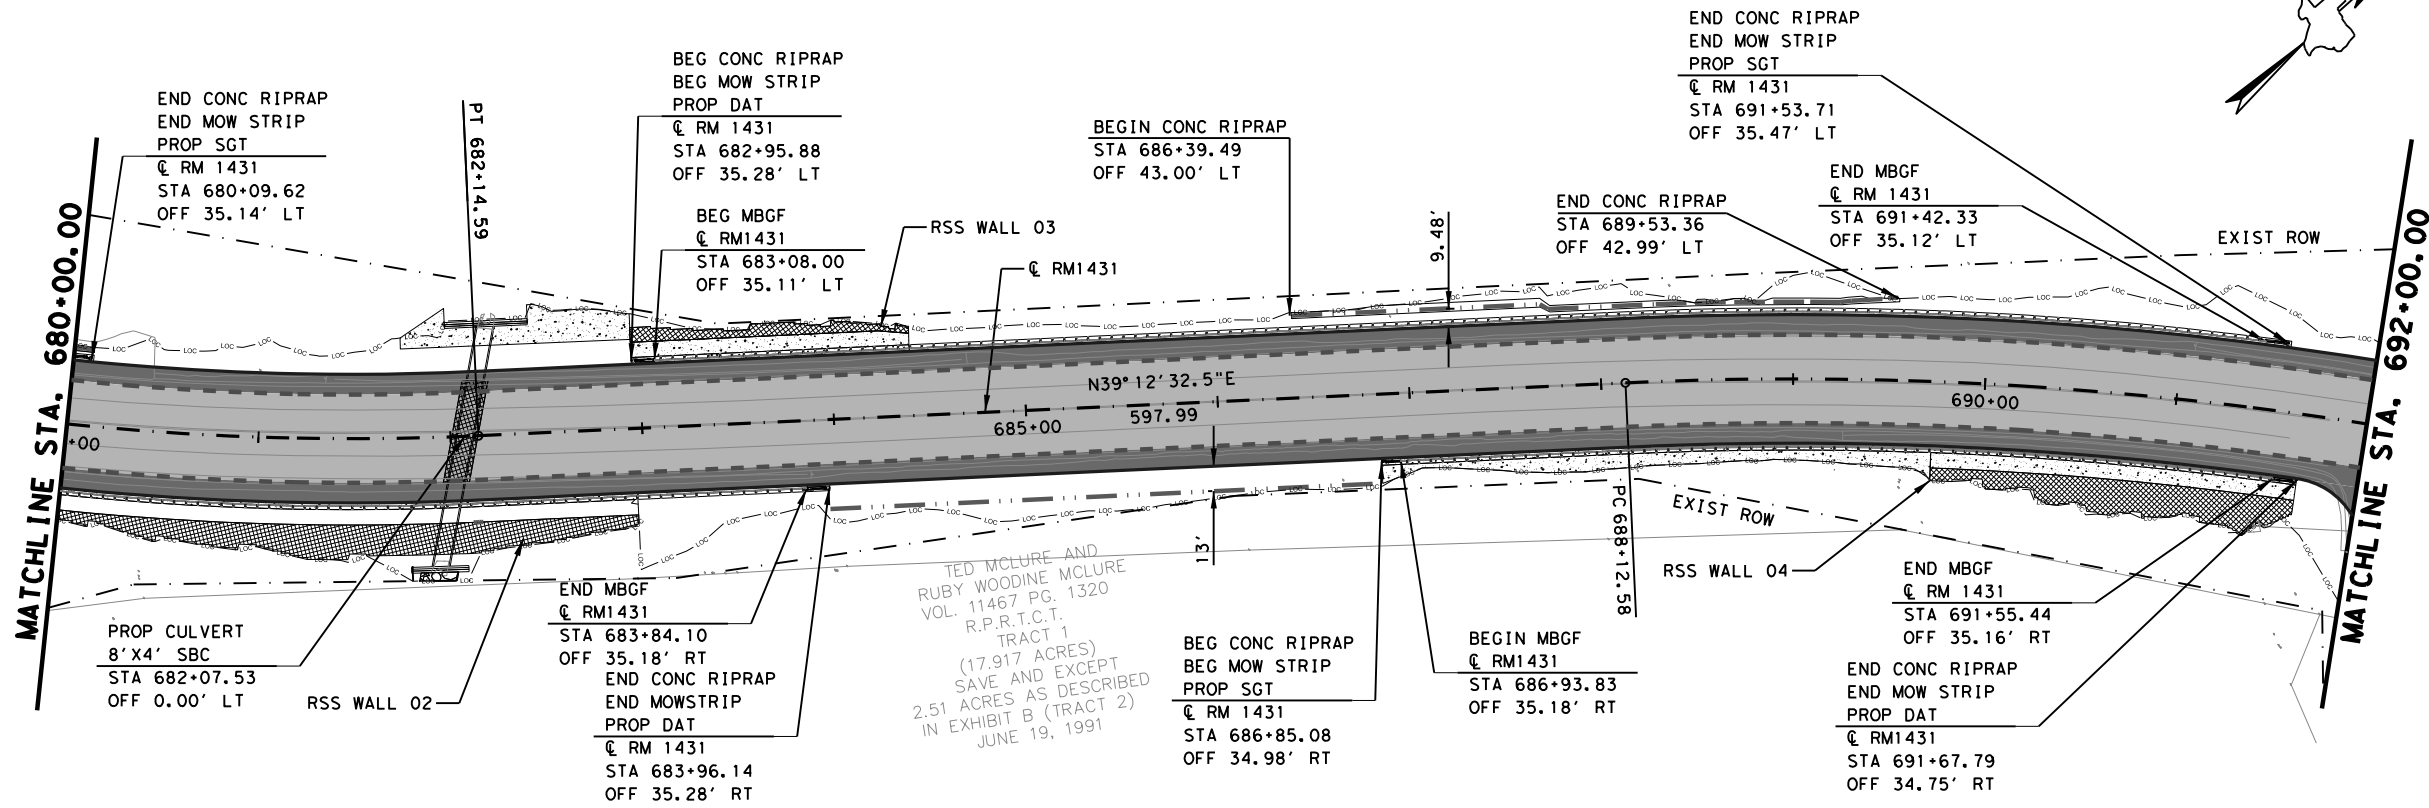 END CONC RIPRAP
END MOW STRIP
PROP SGT
℄ RM 1431
STA 680+09.62
OFF 35.14' LT
PT 682+14.59
BEG CONC RIPRAP
BEG MOW STRIP
PROP DAT
℄ RM 1431
STA 682+95.88
OFF 35.28' LT
BEG MBGF
℄ RM1431
STA 683+08.00
OFF 35.11' LT
RSS WALL 03
℄ RM1431
BEGIN CONC RIPRAP
STA 686+39.49
OFF 43.00' LT
9.48'
END CONC RIPRAP
STA 689+53.36
OFF 42.99' LT
END CONC RIPRAP
END MOW STRIP
PROP SGT
℄ RM 1431
STA 691+53.71
OFF 35.47' LT
END MBGF
℄ RM 1431
STA 691+42.33
OFF 35.12' LT
EXIST ROW
MATCHLINE STA. 680+00.00
+00
N39°12'32.5"E
597.99
685+00
690+00
MATCHLINE STA. 692+00.00
PROP CULVERT
8'X4' SBC
STA 682+07.53
OFF 0.00' LT
RSS WALL 02
END MBGF
℄ RM1431
STA 683+84.10
OFF 35.18' RT
END CONC RIPRAP
END MOWSTRIP
PROP DAT
℄ RM 1431
STA 683+96.14
OFF 35.28' RT
TED MCLURE AND
RUBY WOODINE MCLURE
VOL. 11467 PG. 1320
R.P.R.T.C.T.
TRACT 1
(17.917 ACRES)
SAVE AND EXCEPT
2.51 ACRES AS DESCRIBED
IN EXHIBIT B (TRACT 2)
JUNE 19, 1991
13'
BEG CONC RIPRAP
BEG MOW STRIP
PROP SGT
℄ RM 1431
STA 686+85.08
OFF 34.98' RT
BEGIN MBGF
℄ RM1431
STA 686+93.83
OFF 35.18' RT
PC 688+12.58
EXIST ROW
RSS WALL 04
END MBGF
℄ RM 1431
STA 691+55.44
OFF 35.16' RT
END CONC RIPRAP
END MOW STRIP
PROP DAT
℄ RM1431
STA 691+67.79
OFF 34.75' RT